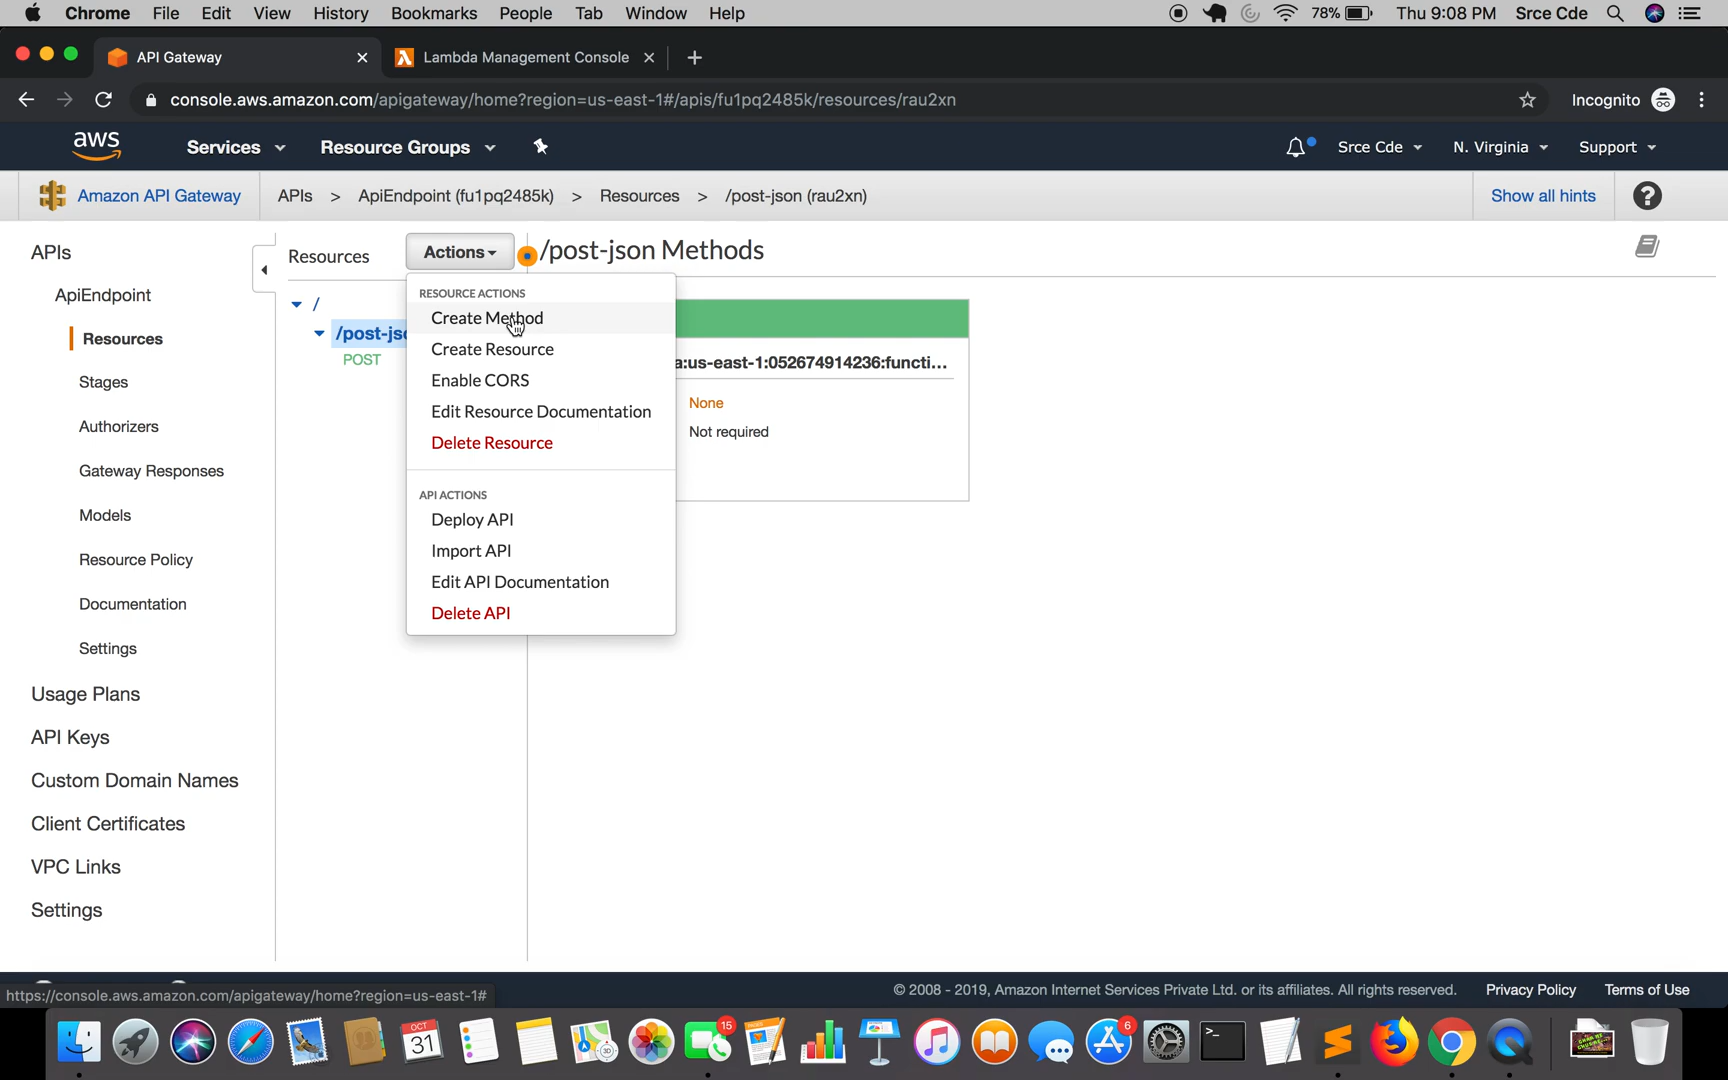 Chrome File Edit View History Bookmarks People Tab Window Help 78% Thu 9:08 PM Srce Cde
API Gateway
Lambda Management Console
console.aws.amazon.com/apigateway/home?region=us-east-1#/apis/fu1pq2485k/resources/rau2xn
Incognito
aws Services Resource Groups Srce Cde N. Virginia Support
Amazon API Gateway APIs > ApiEndpoint (fu1pq2485k) > Resources > /post-json (rau2xn) Show all hints ?
APIs
ApiEndpoint
Resources
Stages
Authorizers
Gateway Responses
Models
Resource Policy
Documentation
Settings
Usage Plans
API Keys
Custom Domain Names
Client Certificates
VPC Links
Settings
Resources
Actions
/
/post-jso
POST
RESOURCE ACTIONS
Create Method
Create Resource
Enable CORS
Edit Resource Documentation
Delete Resource
API ACTIONS
Deploy API
Import API
Edit API Documentation
Delete API
/post-json Methods
a:us-east-1:052674914236:functi...
None
Not required
https://console.aws.amazon.com/apigateway/home?region=us-east-1#
© 2008 - 2019, Amazon Internet Services Private Ltd. or its affiliates. All rights reserved. Privacy Policy Terms of Use
OCT
31
15
6